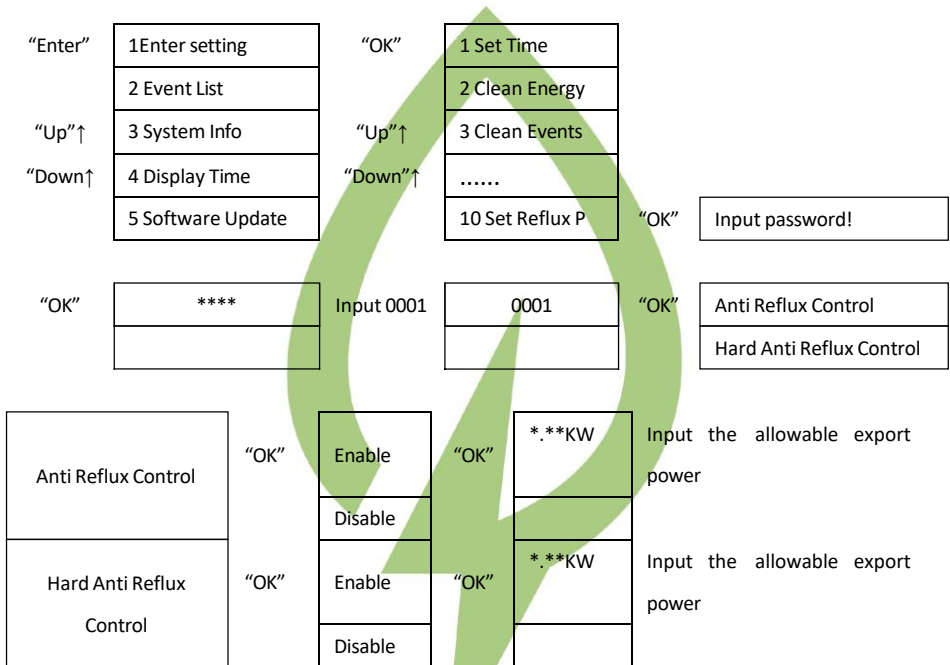 “Enter” 1Enter setting “OK” 1 Set Time
2 Event List 2 Clean Energy
“Up”↑ 3 System Info “Up”↑ 3 Clean Events
“Down↑ 4 Display Time “Down”↑ ......
5 Software Update 10 Set Reflux P “OK” Input password!
“OK” **** Input 0001 0001 “OK” Anti Reflux Control
Hard Anti Reflux Control
Anti Reflux Control “OK” Enable “OK” *.**KW Input the allowable export
power
Disable
Hard Anti Reflux
Control “OK” Enable “OK” *.**KW Input the allowable export
power
Disable